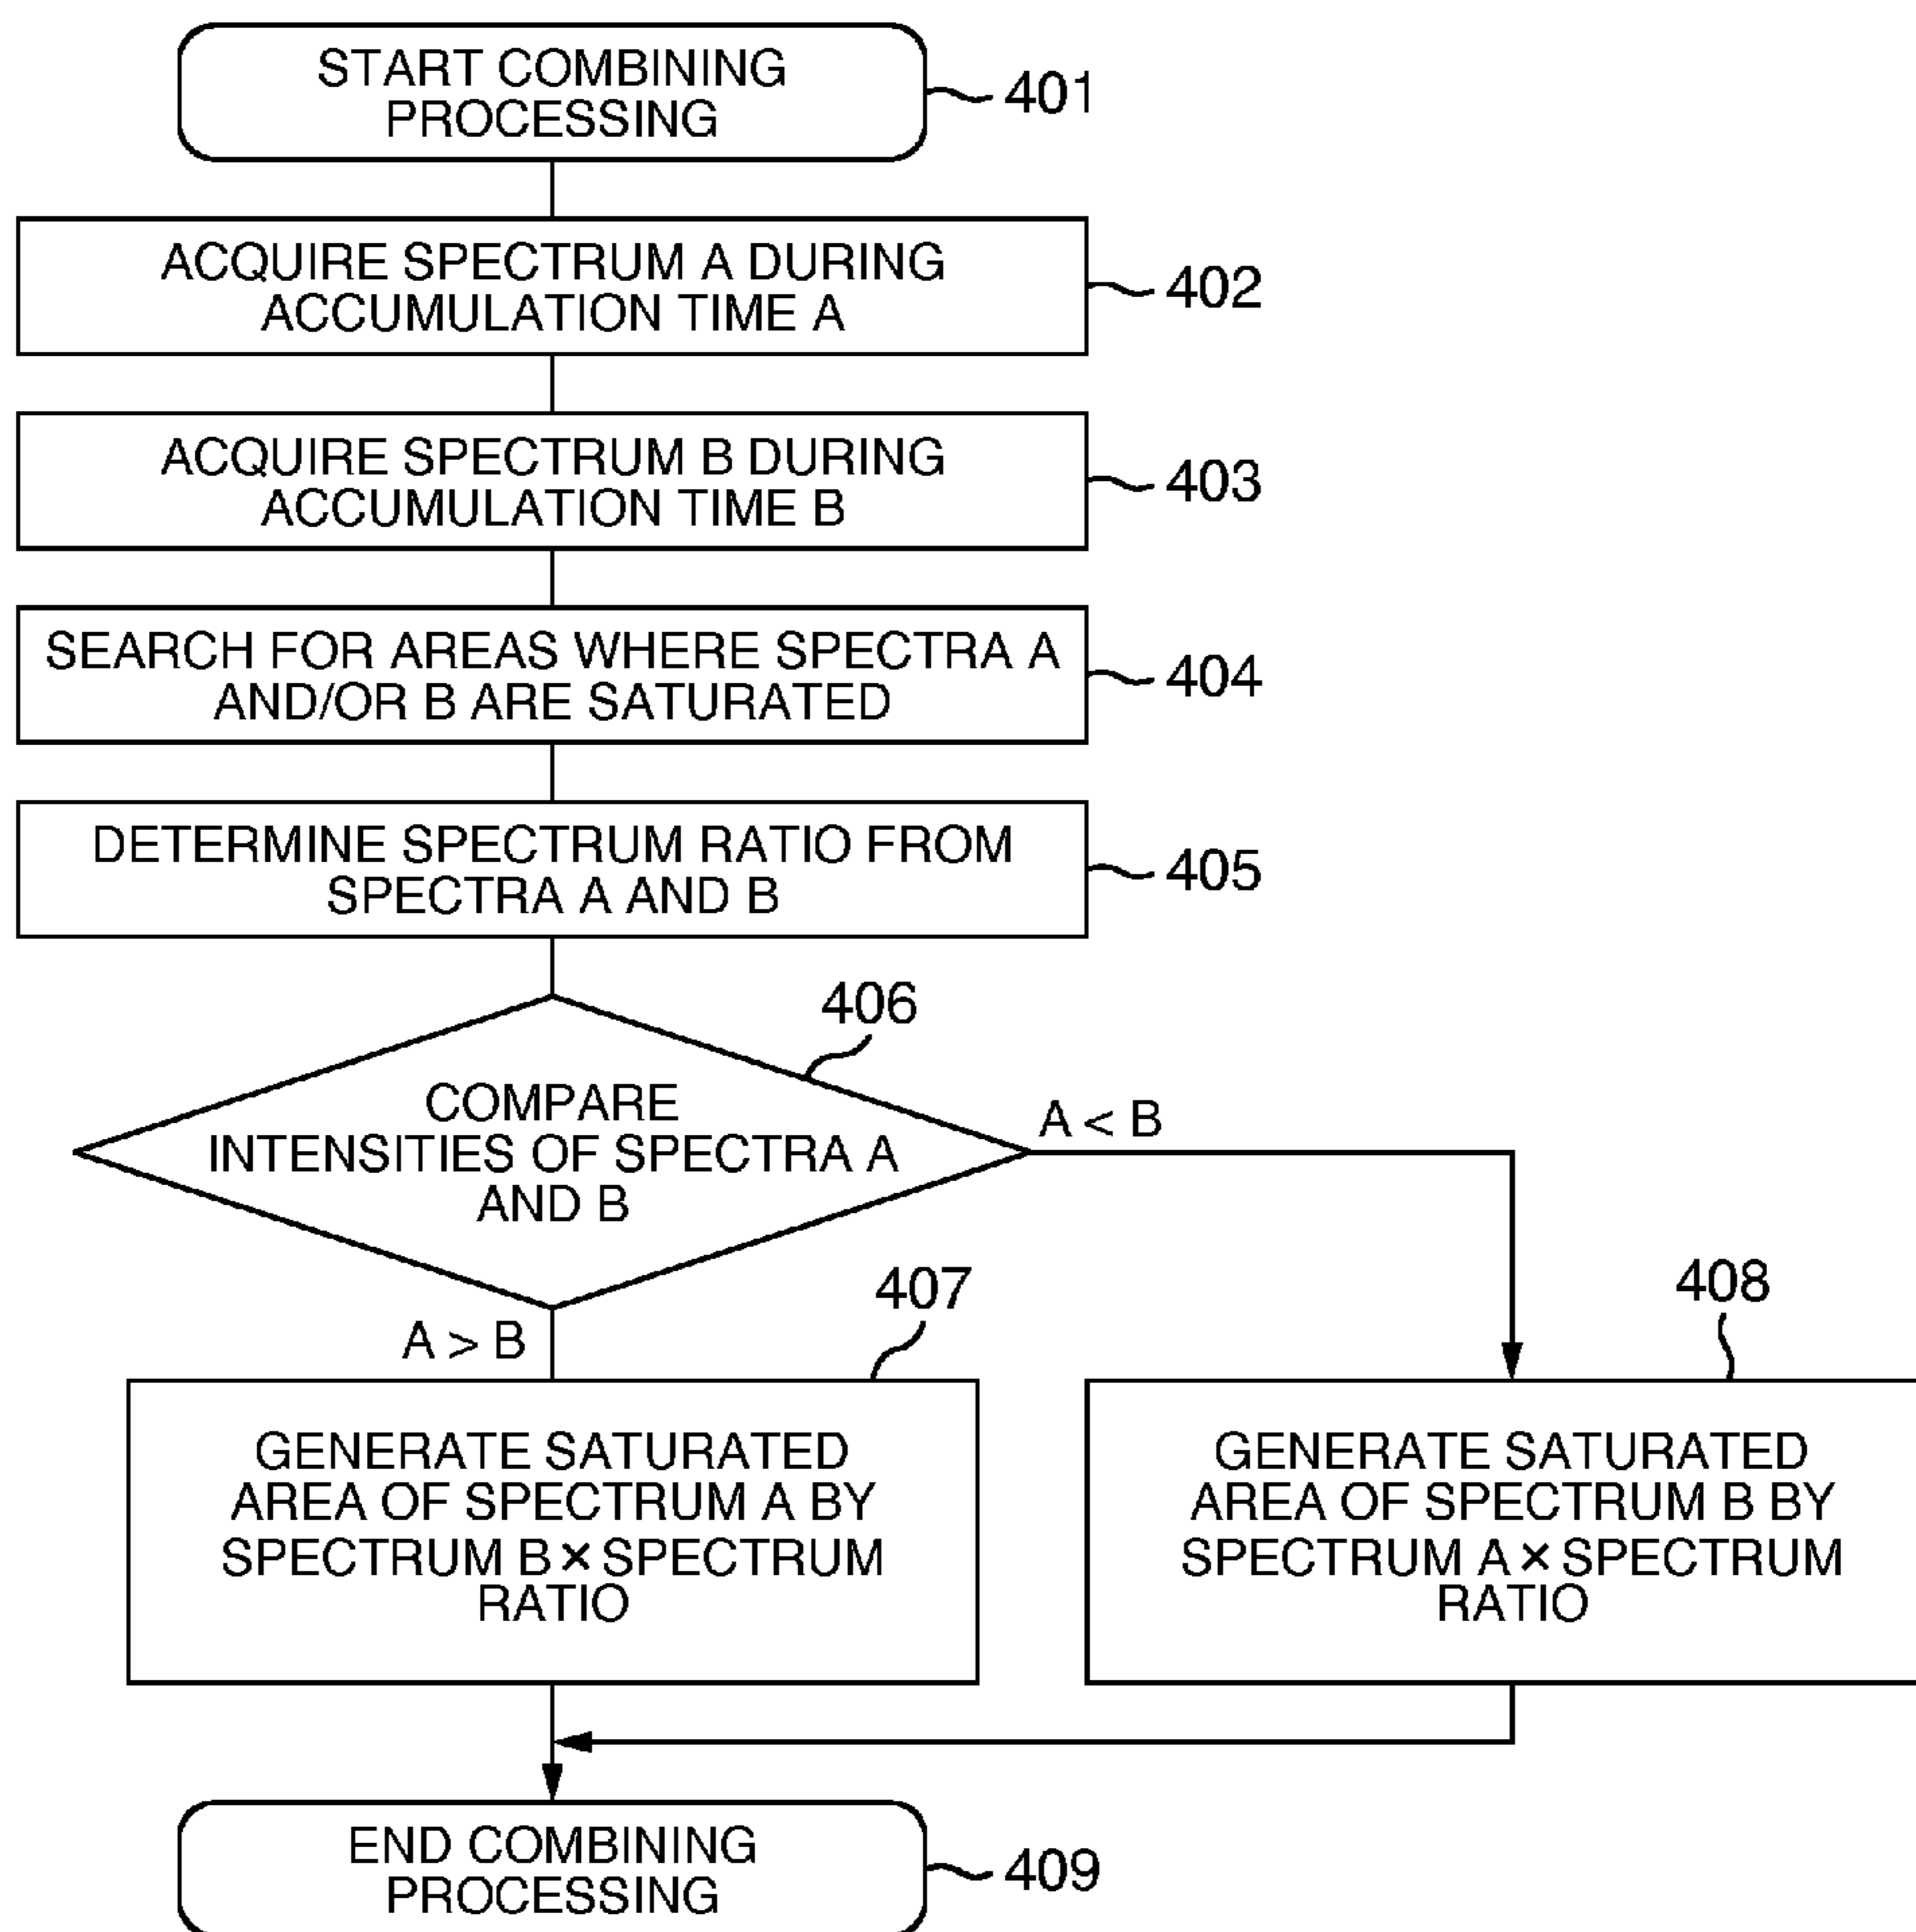 START COMBINING
PROCESSING
401
ACQUIRE SPECTRUM A DURING
ACCUMULATION TIME A
402
ACQUIRE SPECTRUM B DURING
ACCUMULATION TIME B
403
SEARCH FOR AREAS WHERE SPECTRA A
AND/OR B ARE SATURATED
404
DETERMINE SPECTRUM RATIO FROM
SPECTRA A AND B
405
406
COMPARE
INTENSITIES OF SPECTRA A
AND B
A < B
A > B
407
GENERATE SATURATED
AREA OF SPECTRUM A BY
SPECTRUM B × SPECTRUM
RATIO
408
GENERATE SATURATED
AREA OF SPECTRUM B BY
SPECTRUM A × SPECTRUM
RATIO
END COMBINING
PROCESSING
409